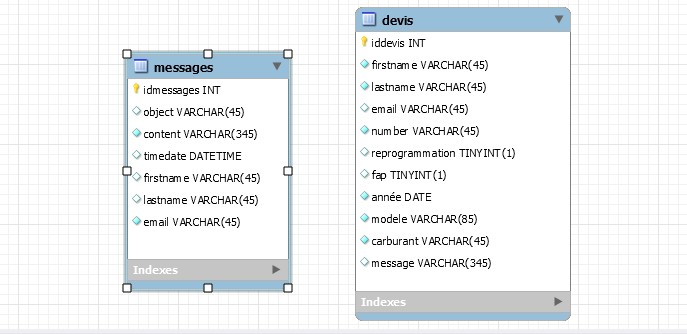 messages
idmessages INT
object VARCHAR(45)
content VARCHAR(345)
timedate DATETIME
firstname VARCHAR(45)
lastname VARCHAR(45)
email VARCHAR(45)
Indexes
devis
iddevis INT
firstname VARCHAR(45)
lastname VARCHAR(45)
email VARCHAR(45)
number VARCHAR(45)
reprogrammation TINYINT(1)
fap TINYINT(1)
année DATE
modele VARCHAR(85)
carburant VARCHAR(45)
message VARCHAR(345)
Indexes